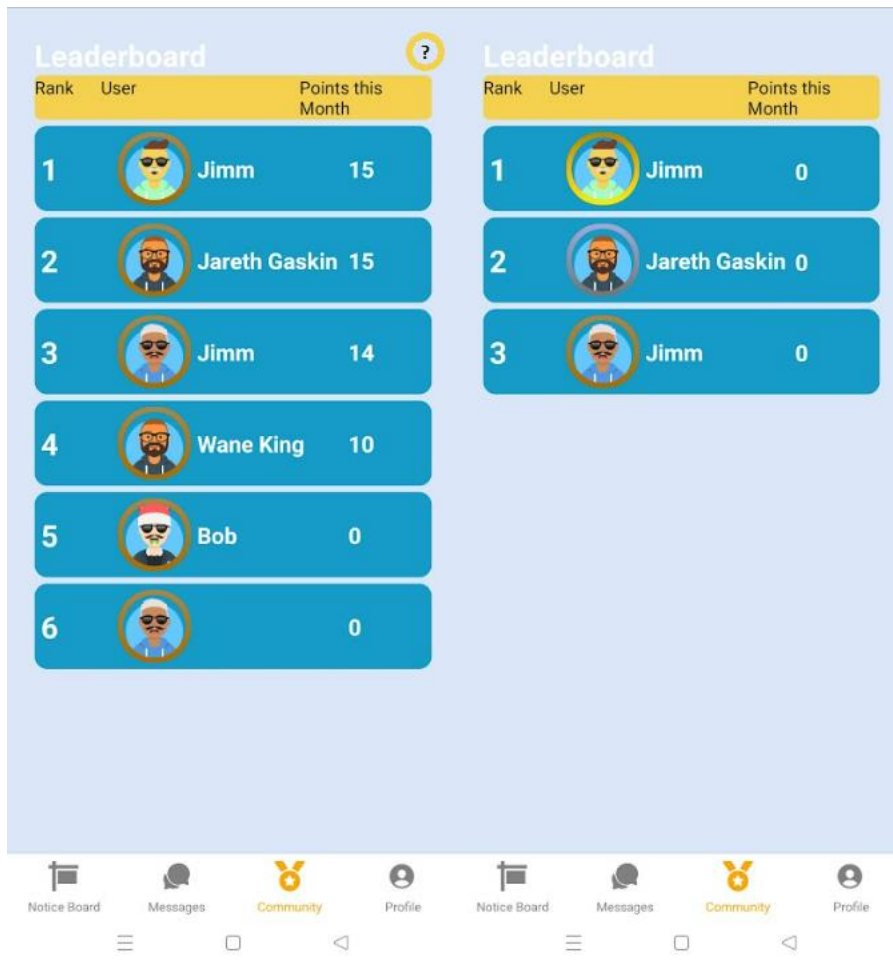 Leaderboard ?
Rank User Points this
Month
1 Jimm 15
2 Jareth Gaskin 15
3 Jimm 14
4 Wane King 10
5 Bob 0
6 0
Notice Board Messages Community Profile
Leaderboard
Rank User Points this
Month
1 Jimm 0
2 Jareth Gaskin 0
3 Jimm 0
Notice Board Messages Community Profile